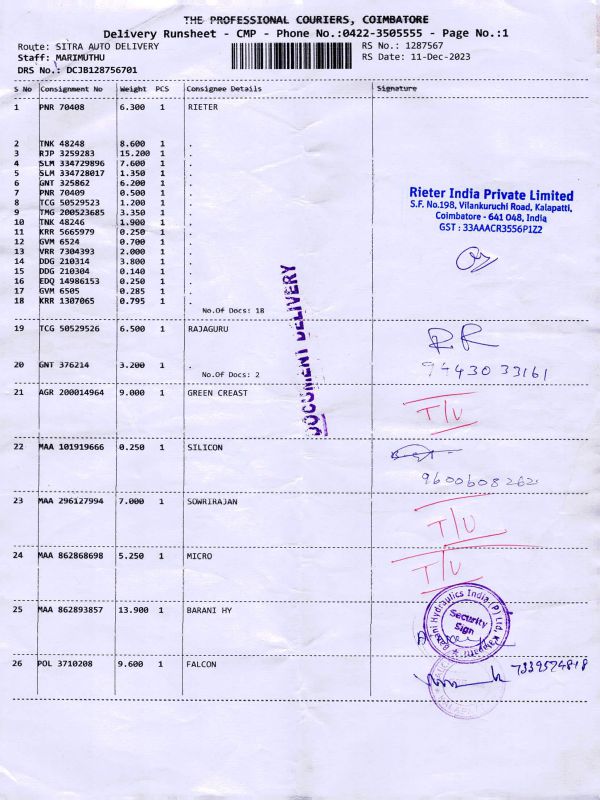 THE PROFESSIONAL COURIERS, COIMBATORE
Delivery Runsheet - CMP - Phone No.:0422-3505555 - Page No.:1
Route: SITRA AUTO DELIVERY
RS No.: 1287567
Staff: MARIMUTHU
RS Date: 11-Dec-2023
DRS No.: DCJB128756701
S No Consignment No Weight PCS Consignee Details Signature
1 PNR 70408 6.300 1 RIETER
2 TNK 48248 8.600 1 .
3 RJP 3259283 15.200 1 .
4 SLM 334729896 7.600 1 .
5 SLM 334728017 1.350 1 .
6 GNT 325862 6.200 1 .
7 PNR 70409 0.500 1 .
8 TCG 50529523 1.200 1 .
9 TMG 200523685 3.350 1 .
10 TNK 48246 1.900 1 .
11 KRR 5665979 0.250 1 .
12 GVM 6524 0.700 1 .
13 VRR 7304393 2.000 1 .
14 DDG 210314 3.800 1 .
15 DDG 210304 0.140 1 .
16 EDQ 14986153 0.250 1 .
17 GVM 6505 0.285 1 .
18 KRR 1307065 0.795 1 .
No.Of Docs: 18
Rieter India Private Limited
S.F. No.198, Vilankuruchi Road, Kalapatti,
Coimbatore - 641 048, India
GST : 33AAACR3556P1Z2
DOCUMENT DELIVERY
19 TCG 50529526 6.500 1 RAJAGURU
RR
20 GNT 376214 3.200 1 .
9443033161
No.Of Docs: 2
21 AGR 200014964 9.000 1 GREEN CREAST
T/U
22 MAA 101919666 0.250 1 SILICON
9600608262
23 MAA 296127994 7.000 1 SOWRIRAJAN
T/U
24 MAA 862868698 5.250 1 MICRO
T/U
25 MAA 862893857 13.900 1 BARANI HY
Barani Hydraulics India (P) Ltd,
Security
Sign
26 POL 3710208 9.600 1 FALCON
7339574818